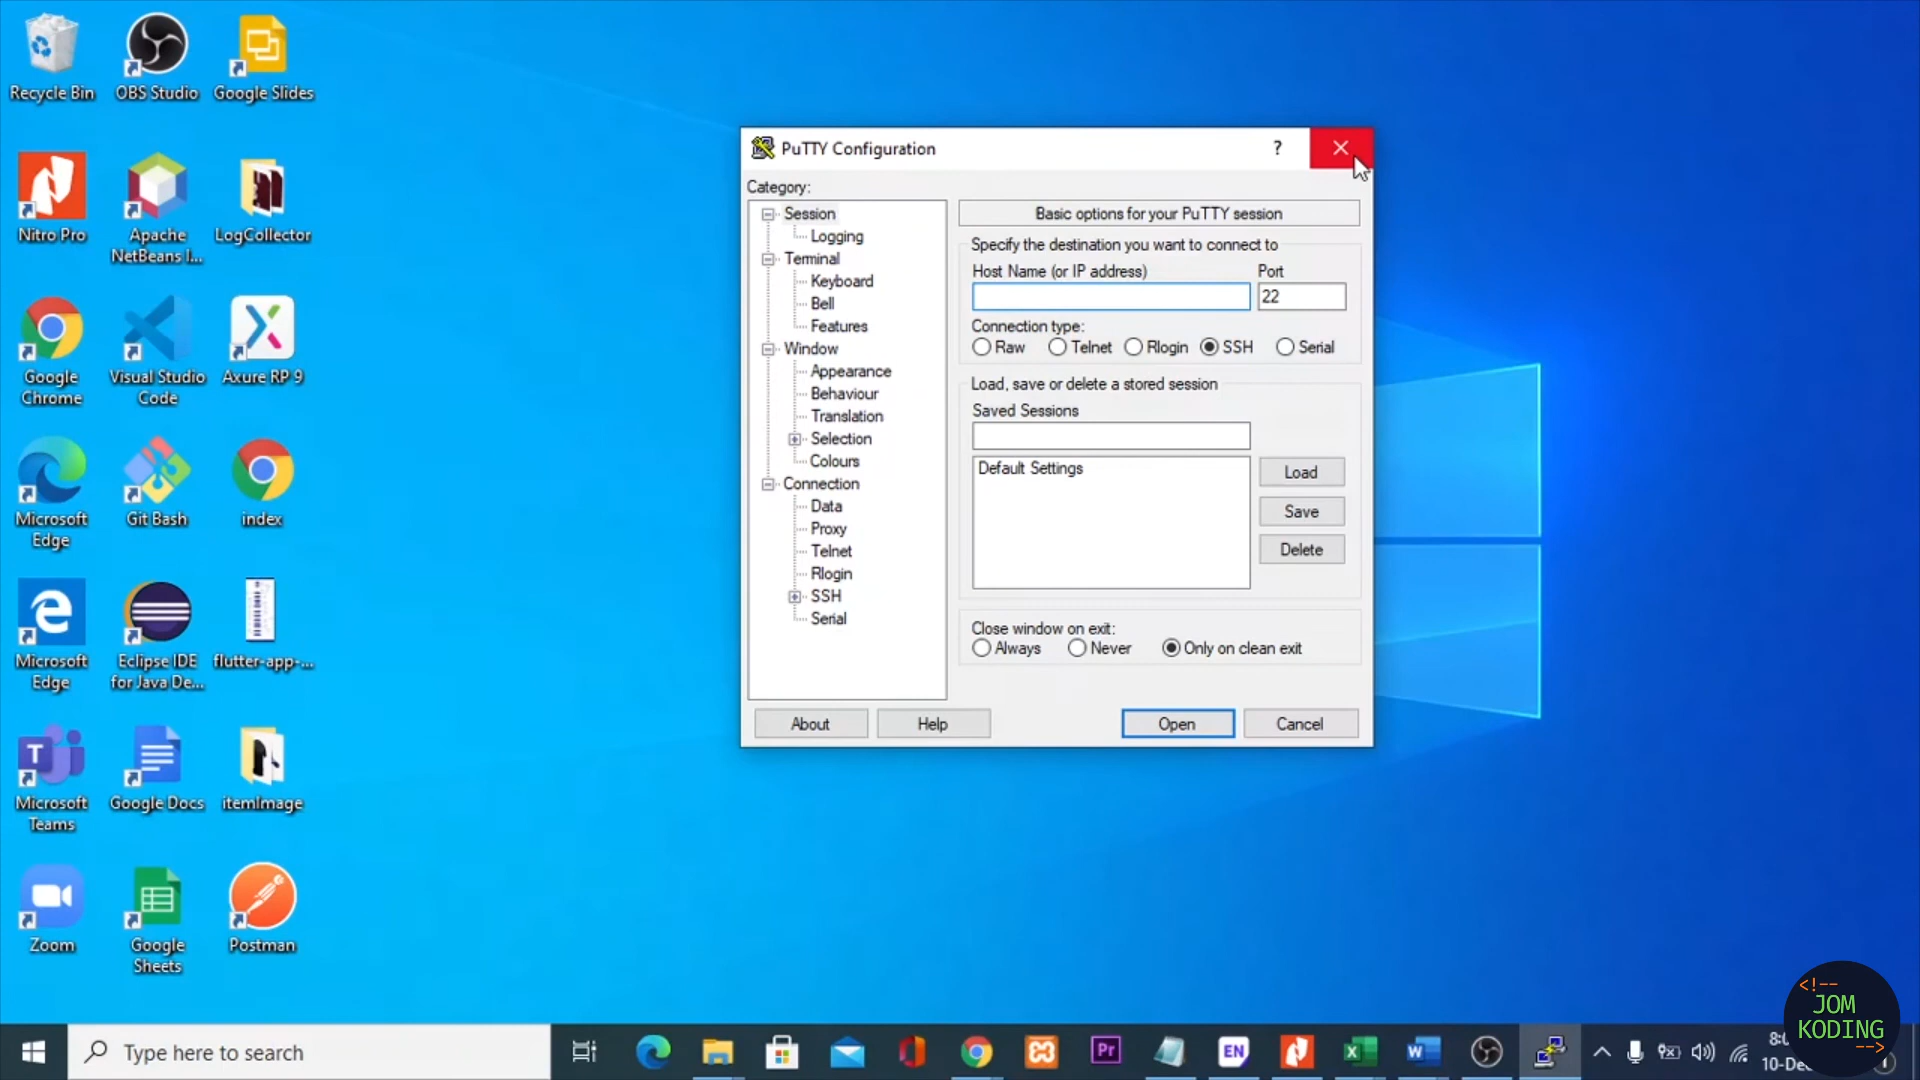 Recycle Bin
OBS Studio
Google Slides
Nitro Pro
Apache
NetBeans I...
LogCollector
Google
Chrome
Visual Studio
Code
Axure RP 9
Microsoft
Edge
Git Bash
index
Microsoft
Edge
Eclipse IDE
for Java De...
flutter-app-...
Microsoft
Teams
Google Docs
itemImage
Zoom
Google
Sheets
Postman
PuTTY Configuration
?
Category:
Session
Logging
Terminal
Keyboard
Bell
Features
Window
Appearance
Behaviour
Translation
Selection
Colours
Connection
Data
Proxy
Telnet
Rlogin
SSH
Serial
Basic options for your PuTTY session
Specify the destination you want to connect to
Host Name (or IP address) Port
22
Connection type:
Raw Telnet Rlogin SSH Serial
Load, save or delete a stored session
Saved Sessions
Default Settings
Load
Save
Delete
Close window on exit:
Always Never Only on clean exit
About Help Open Cancel
Type here to search
Pr
EN
<!--
JOM
KODING
-->